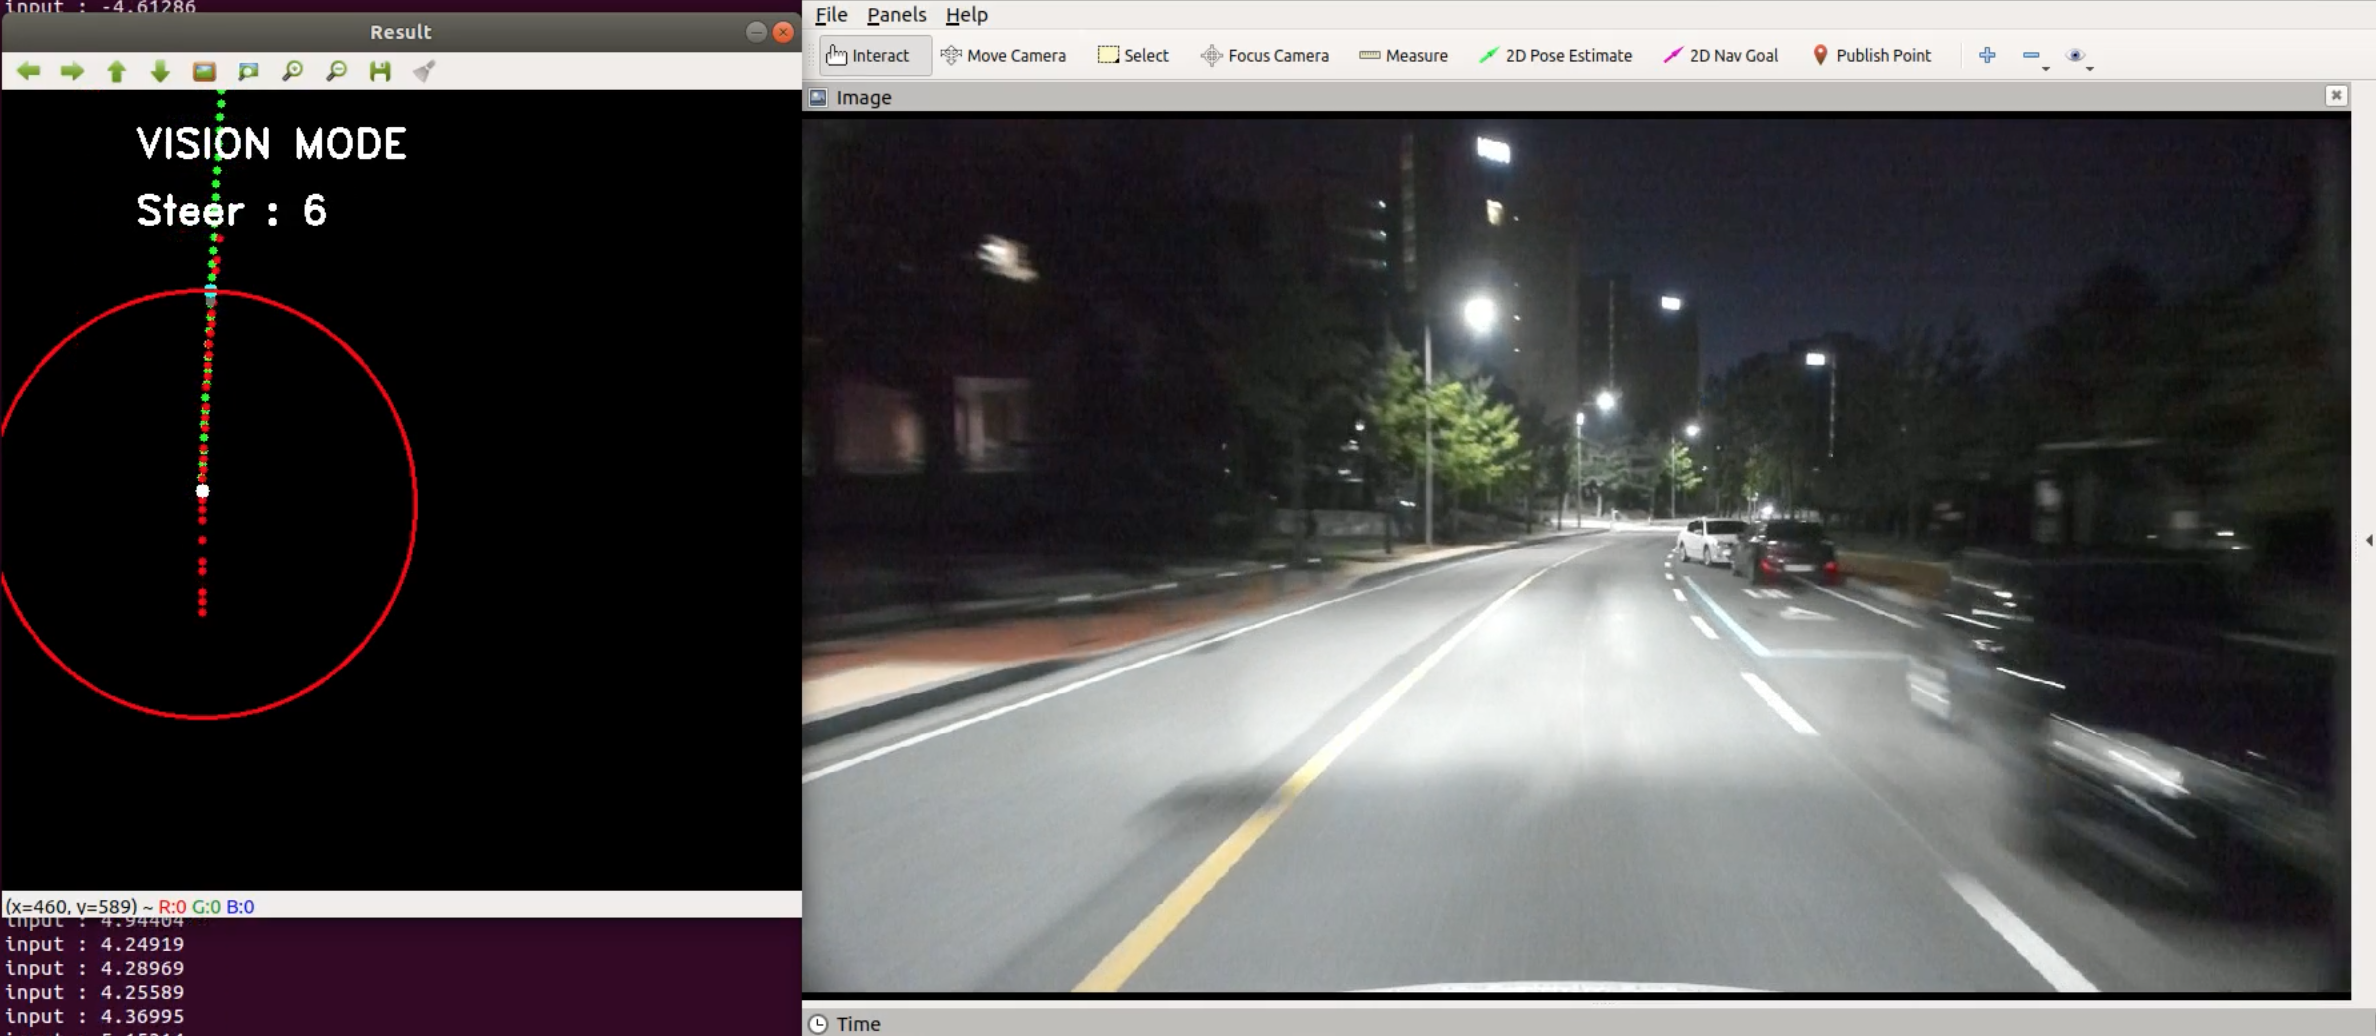 input : -4.61286
Result
VISION MODE
Steer : 6
(x=460, y=589) ~ R:0 G:0 B:0
input : 4.94404
input : 4.24919
input : 4.28969
input : 4.25589
input : 4.36995
File Panels Help
Interact Move Camera Select Focus Camera Measure 2D Pose Estimate 2D Nav Goal Publish Point
Image
Time